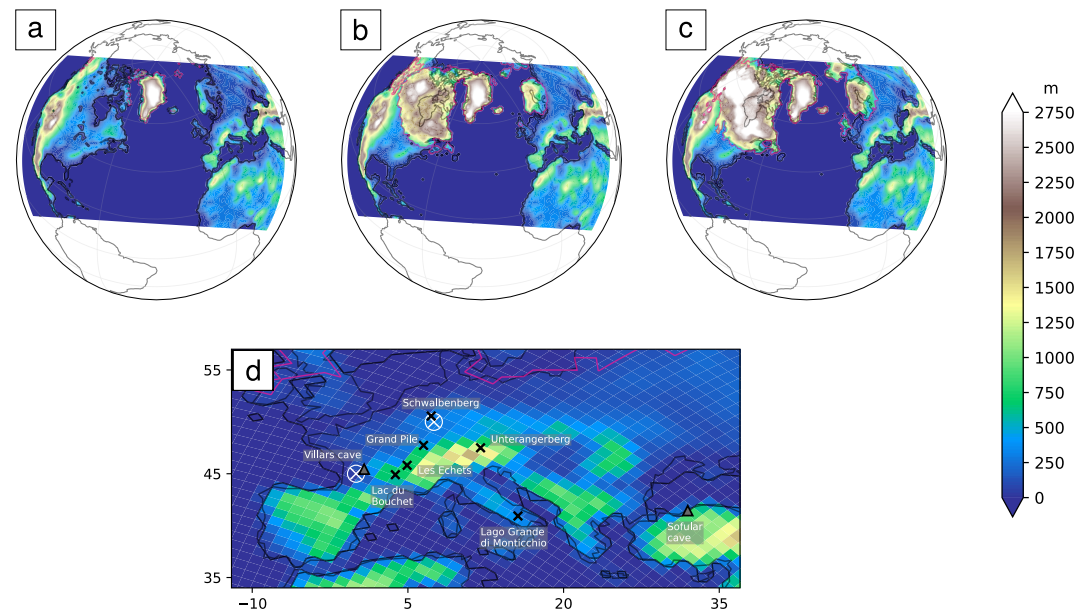 a
b
c
m
2750
2500
2250
2000
1750
1500
1250
1000
750
500
250
0
d
55
45
35
Schwalbenberg
Grand Pile
Unterangerberg
Villars cave
Les Echets
Lac du
Bouchet
Lago Grande
di Monticchio
Sofular
cave
−10
5
20
35